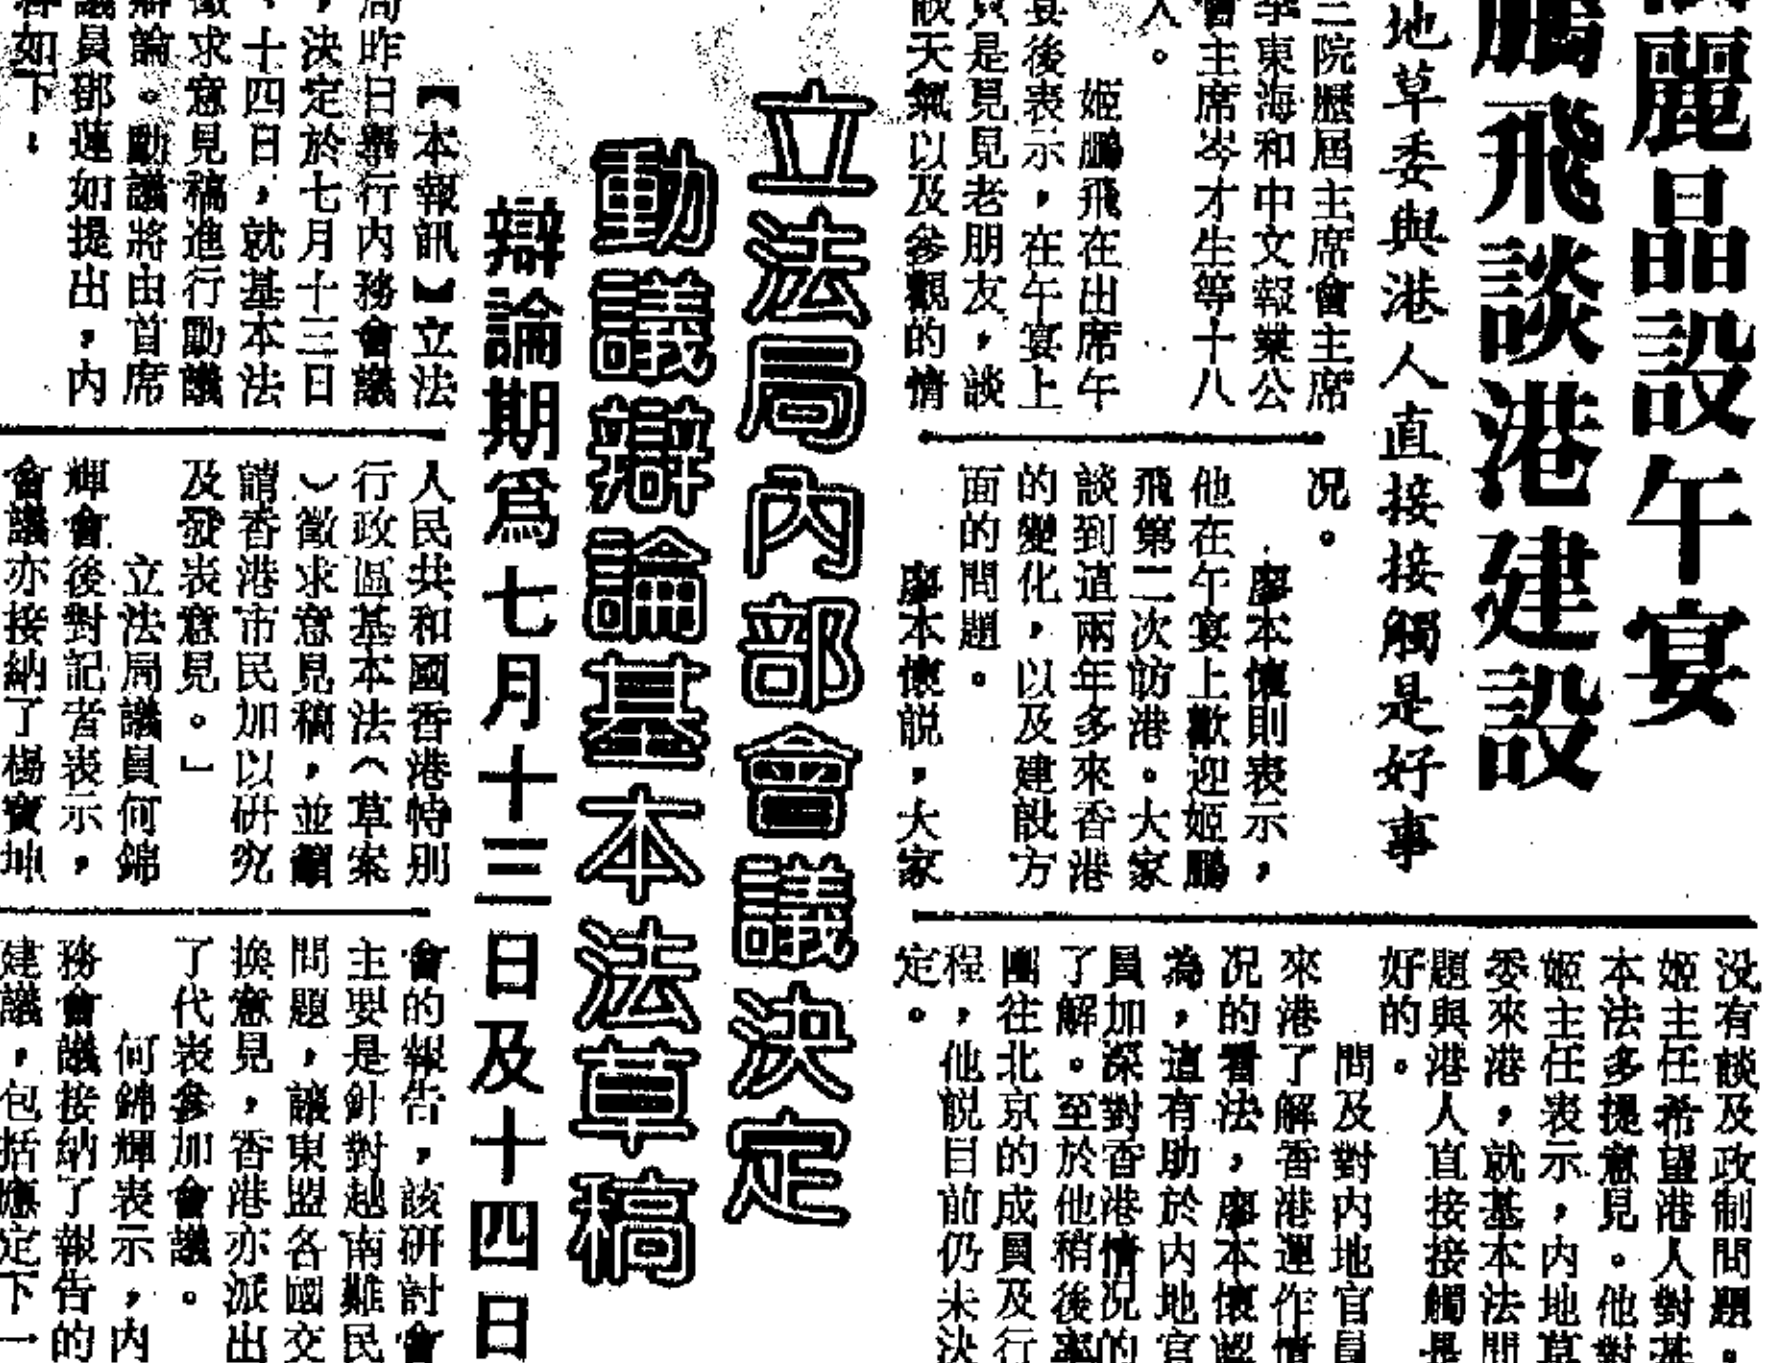 麗晶設午宴
鵬飛談港建設
地草委與港人直接接觸是好事
三院歷屆主席會主席
李東海和中文報業公
會主席岑才生等十八
人。
姬鵬飛在出席午
宴後表示，在午宴上
只是見見老朋友，談
談天氣以及參觀的情
况。
廖本懷則表示，
他在午宴上歡迎姬鵬
飛第二次訪港。大家
談到這兩年多來香港
的變化，以及建設方
面的問題。
廖本懷說，大家
没有談及政制問題。
姬主任希望港人對基
本法多提意見。他對
姬主任表示，內地草
委來港，就基本法問
題與港人直接接觸是
好的。
問及對內地官員
來港了解香港運作情
况的看法，廖本懷認
為，這有助於內地官
員加深對香港情况的
了解。至於他稍後率
團往北京的成員及行
程，他說目前仍未決
定。
立法局內部會議決定
動議辯論基本法草稿
辯論期爲七月十三日及十四日
【本報訊】立法
局昨日舉行內務會議
，決定於七月十三日
、十四日，就基本法
徵求意見稿進行動議
辯論。動議將由首席
議員鄧蓮如提出，內
容如下：
人民共和國香港特別
行政區基本法（草案
）徵求意見稿，並籲
請香港市民加以研究
及發表意見。」
立法局議員何錦
輝會後對記者表示，
會議亦接納了楊寶坤
會的報告，該研討會
主要是針對越南難民
問題，讓東盟各國交
換意見，香港亦派出
了代表參加會議。
何錦輝表示，內
務會議接納了報告的
建議，包括應定下一